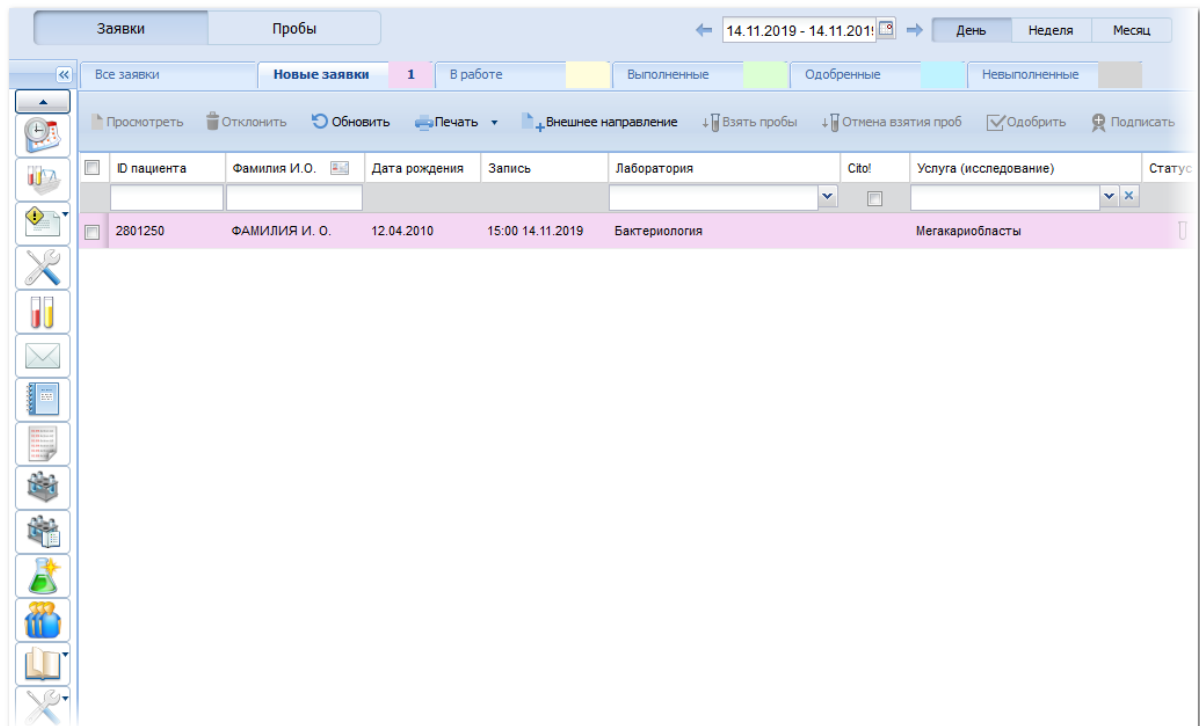 Заявки Пробы 14.11.2019 - 14.11.201 День Неделя Месяц
Все заявки Новые заявки 1 В работе Выполненные Одобренные Невыполненные
Просмотреть Отклонить Обновить Печать Внешнее направление Взять пробы Отмена взятия проб Одобрить Подписать
ID пациента Фамилия И.О. Дата рождения Запись Лаборатория Cito! Услуга (исследование) Статус
2801250 ФАМИЛИЯ И. О. 12.04.2010 15:00 14.11.2019 Бактериология Мегакариобласты